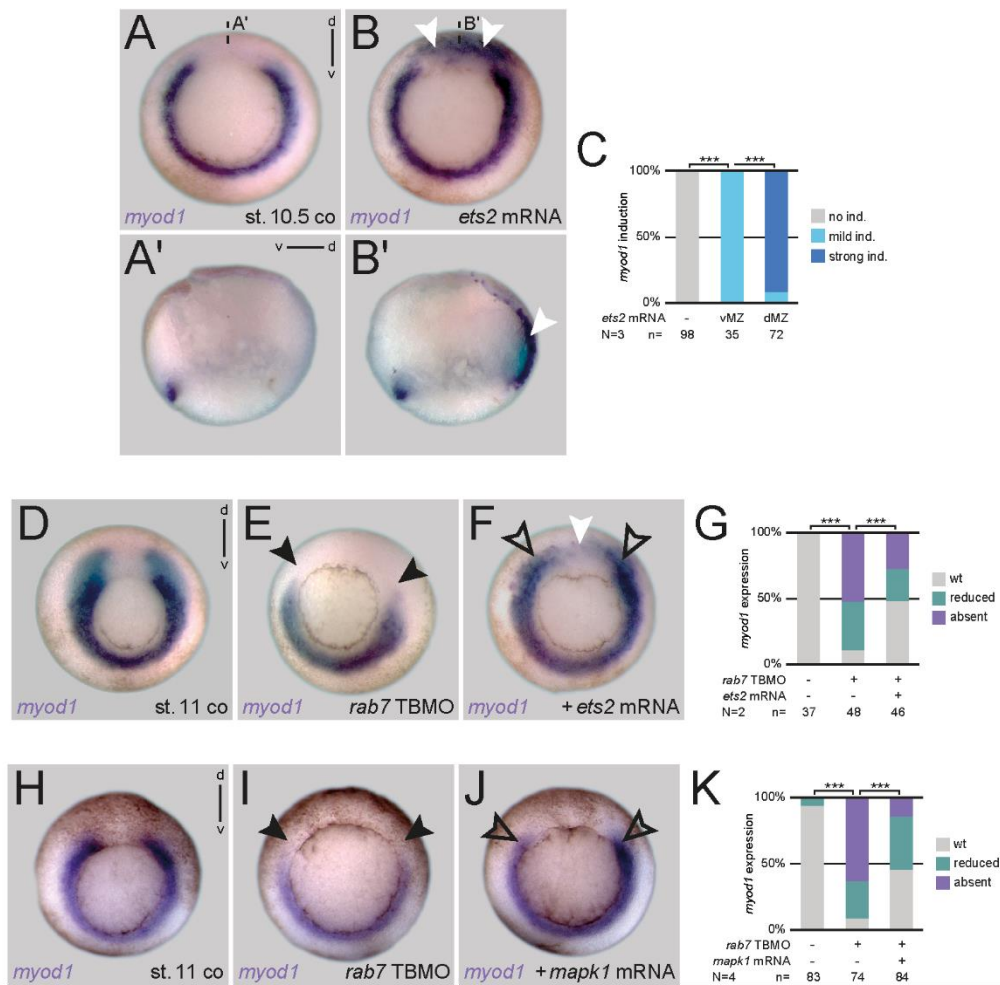 A
A'
d
v
myod1
st. 10.5 co
B
B'
myod1
ets2 mRNA
A'
v
d
B'
C
***
***
100%
50%
0%
myod1 induction
no ind.
mild ind.
strong ind.
ets2 mRNA - vMZ dMZ
N=3 n= 98 35 72
D
d
v
myod1
st. 11 co
E
myod1
rab7 TBMO
F
myod1
+ ets2 mRNA
G
***
***
100%
50%
0%
myod1 expression
wt
reduced
absent
rab7 TBMO - + +
ets2 mRNA - - +
N=2 n= 37 48 46
H
d
v
myod1
st. 11 co
I
myod1
rab7 TBMO
J
myod1
+ mapk1 mRNA
K
***
***
100%
50%
0%
myod1 expression
wt
reduced
absent
rab7 TBMO - + +
mapk1 mRNA - - +
N=4 n= 83 74 84